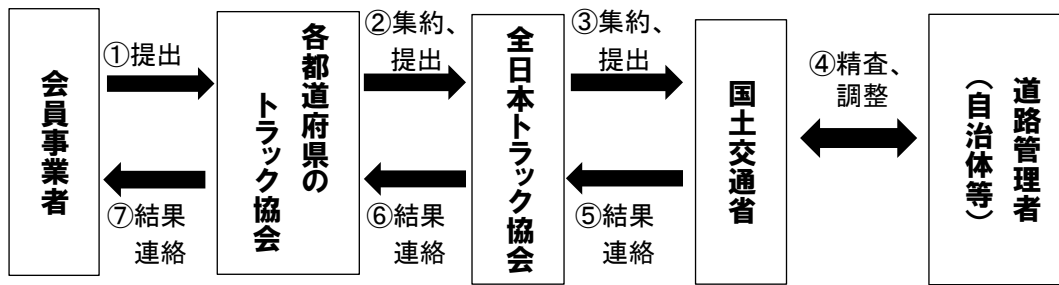 会員事業者
①提出
⑦結果
連絡
各都道府県の
トラック協会
②集約、
提出
⑥結果
連絡
全日本トラック協会
③集約、
提出
⑤結果
連絡
国土交通省
④精査、
調整
道路管理者
（自治体等）